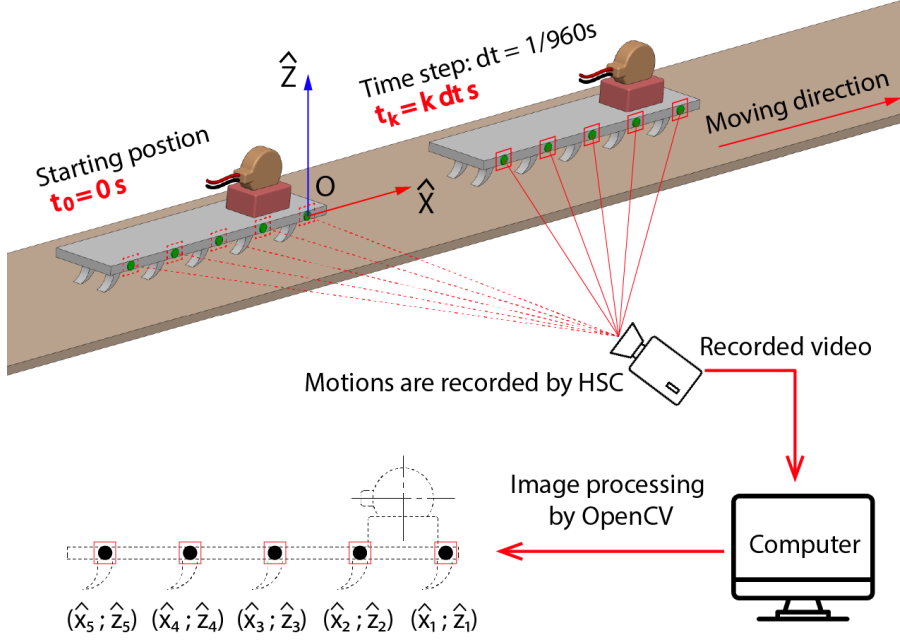 Starting postion
t₀ = 0 s
Ẑ
O
X̂
Time step: dt = 1/960s
tₖ = k dt s
Moving direction
Motions are recorded by HSC
Recorded video
Image processing
by OpenCV
Computer
(x̂₅ ; ẑ₅) (x̂₄ ; ẑ₄) (x̂₃ ; ẑ₃) (x̂₂ ; ẑ₂) (x̂₁ ; ẑ₁)